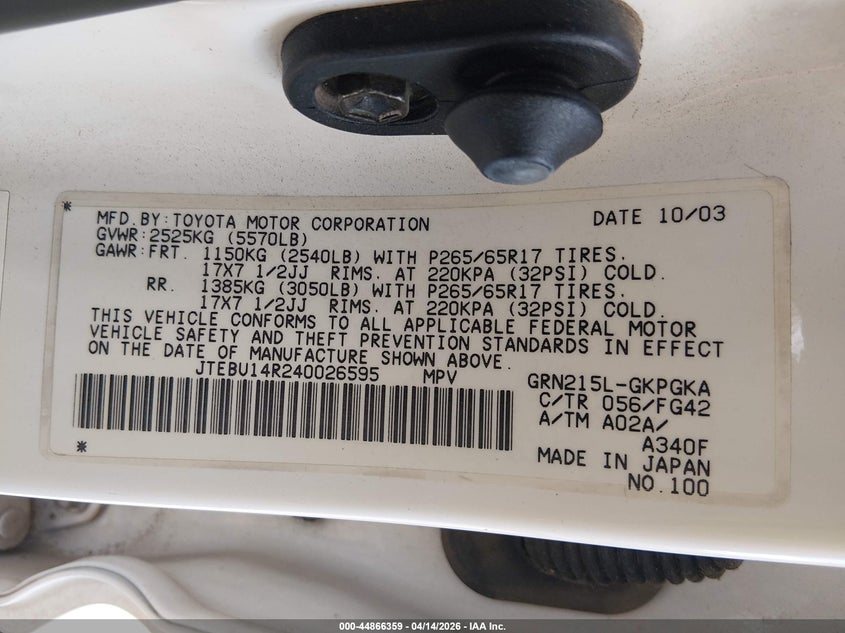 * MFD.BY:TOYOTA MOTOR CORPORATION DATE 10/03
GVWR:2525KG (5570LB)
GAWR:FRT. 1150KG (2540LB) WITH P265/65R17 TIRES.
17X7 1/2JJ RIMS. AT 220KPA (32PSI) COLD.
RR. 1385KG (3050LB) WITH P265/65R17 TIRES.
17X7 1/2JJ RIMS. AT 220KPA (32PSI) COLD.
THIS VEHICLE CONFORMS TO ALL APPLICABLE FEDERAL MOTOR
VEHICLE SAFETY AND THEFT PREVENTION STANDARDS IN EFFECT
ON THE DATE OF MANUFACTURE SHOWN ABOVE.
JTEBU14R240026595 MPV GRN215L-GKPGKA
C/TR 056/FG42
A/TM A02A/
A340F
* MADE IN JAPAN
NO.100
000-44866359 | 04/14/2026 | IAA Inc.